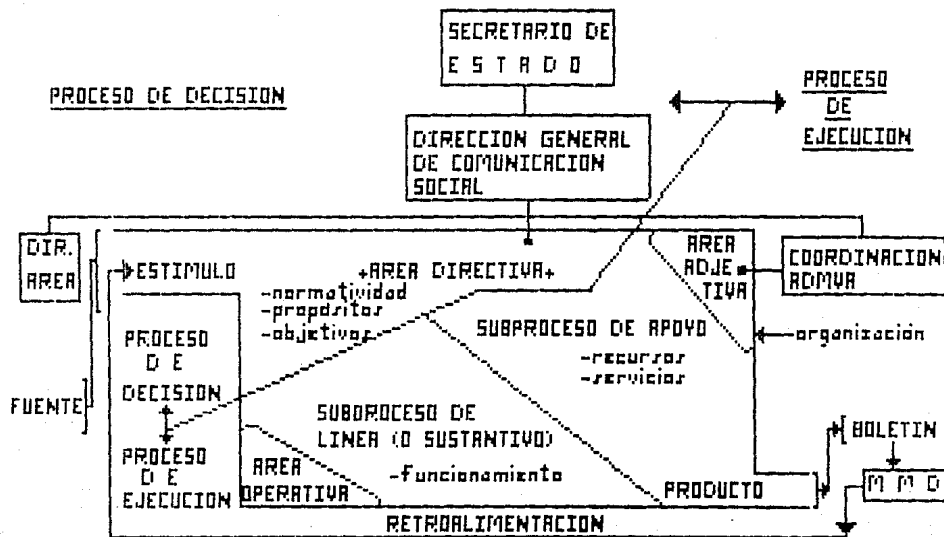 SECRETARIO DE
E S T A D O
PROCESO DE DECISION
PROCESO
DE
EJECUCION
DIRECCION GENERAL
DE COMUNICACION
SOCIAL
DIR.
AREA
ESTIMULO
+AREA DIRECTIVA+
-normatividad
-propósitos
-objetivos
AREA
ADJE
TIVA
COORDINACION
ADMVA
SUBPROCESO DE APOYO
-recursos
-servicios
organización
PROCESO
D E
DECISION
FUENTE
PROCESO
D E
EJECUCION
SUBPROCESO DE
LINEA (O SUSTANTIVO)
-funcionamiento
AREA
OPERATIVA
PRODUCTO
BOLETIN
M M D
RETROALIMENTACION